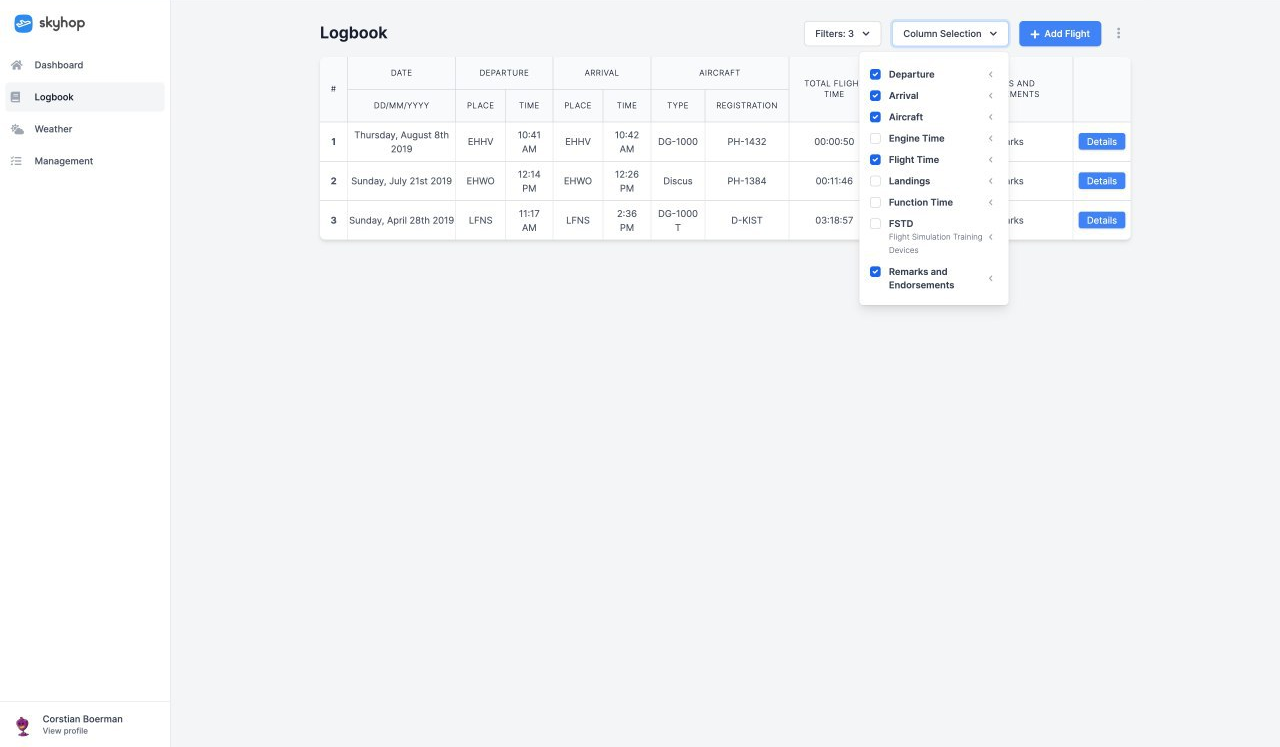 skyhop
Dashboard
Logbook
Weather
Management
Corstian Boerman
View profile
Logbook
Filters: 3
Column Selection
Add Flight
#
DATE
DEPARTURE
ARRIVAL
AIRCRAFT
TOTAL
TIME
S AND
DD/MM/YYYY
PLACE
TIME
PLACE
TIME
TYPE
REGISTRATION
1
Thursday, August 8th
2019
EHHV
10:41
AM
EHHV
10:42
AM
DG-1000
PH-1432
00:00:50
Details
2
Sunday, July 21st 2019
EHWO
12:14
PM
EHWO
12:26
PM
Discus
PH-1384
00:11:46
Details
3
Sunday, April 28th 2019
LFNS
11:17
AM
LFNS
2:36
PM
DG-1000
T
D-KIST
03:18:57
Details
Departure
Arrival
Aircraft
Engine Time
Flight Time
Landings
Function Time
FSTD
Flight Simulation Training
Devices
Remarks and
Endorsements